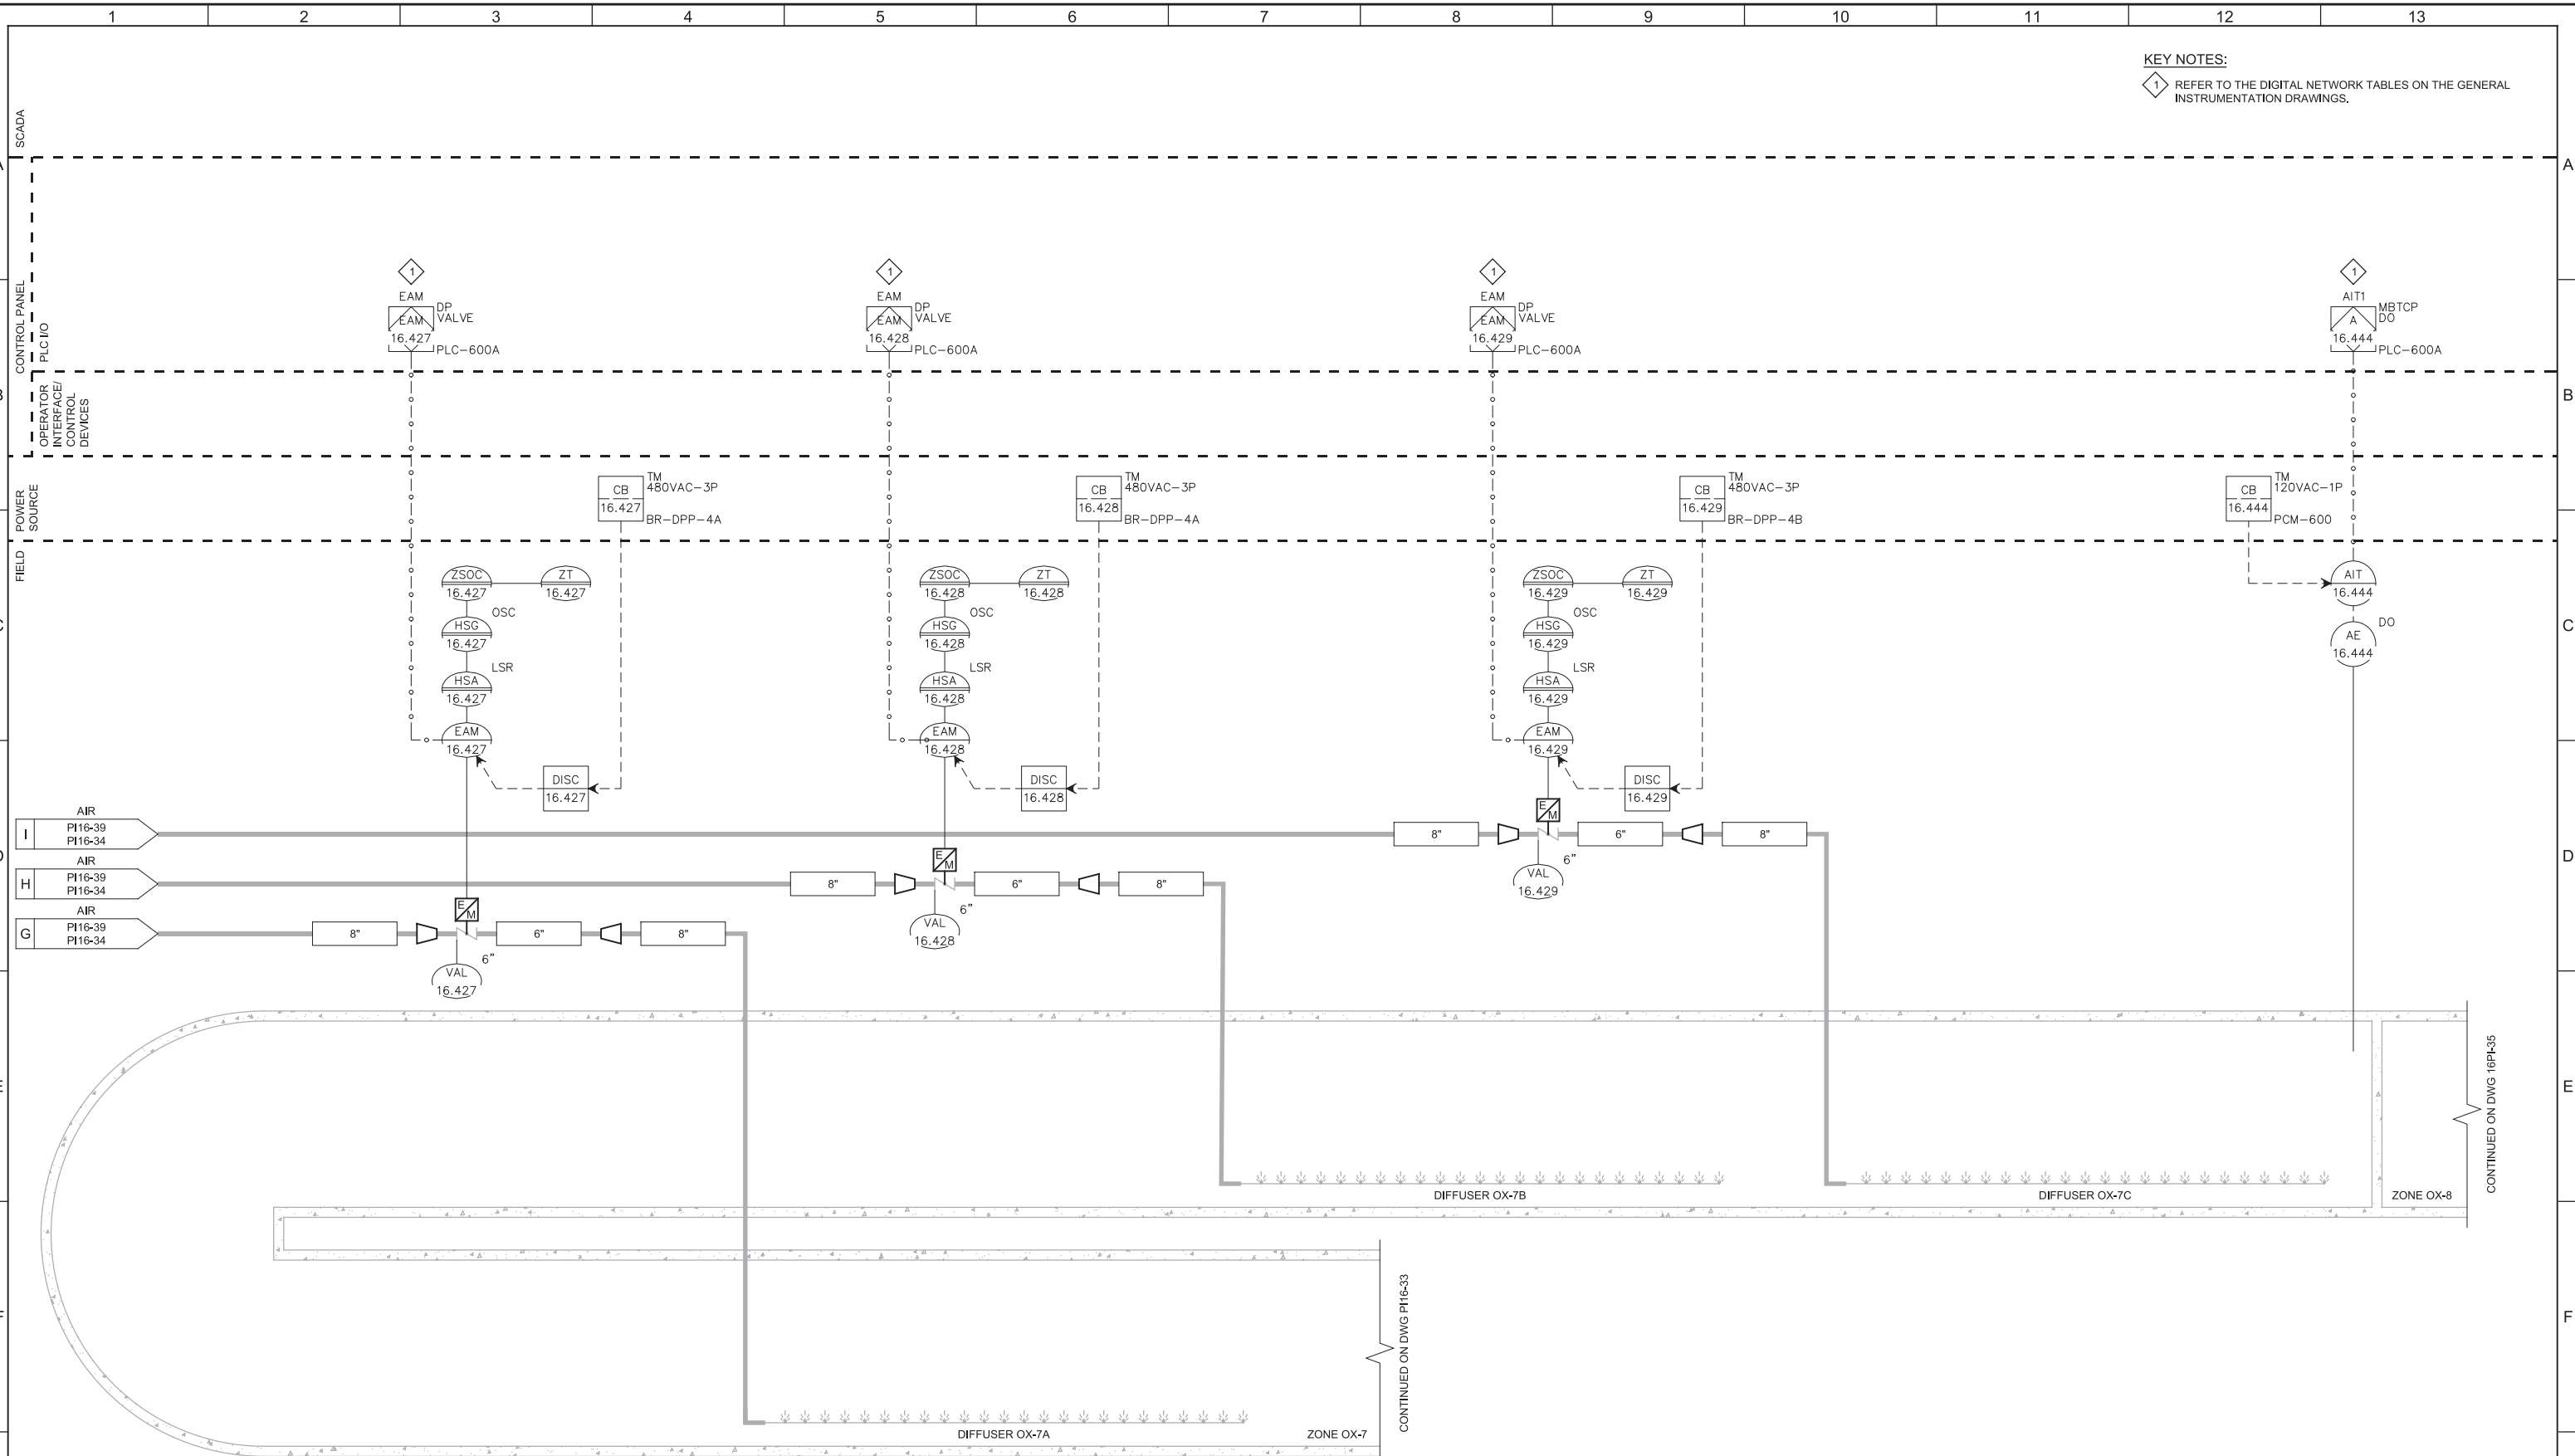 1 2 3 4 5 6 7 8 9 10 11 12 13
KEY NOTES:
1 REFER TO THE DIGITAL NETWORK TABLES ON THE GENERAL
INSTRUMENTATION DRAWINGS.
SCADA
A A
CONTROL PANEL
PLC I/O
1
EAM
EAM
16.427
DP
VALVE
PLC-600A
1
EAM
EAM
16.428
DP
VALVE
PLC-600A
1
EAM
EAM
16.429
DP
VALVE
PLC-600A
1
AIT1
A
16.444
MBTCP
DO
PLC-600A
B
OPERATOR
INTERFACE/
CONTROL
DEVICES
POWER
SOURCE
CB
16.427
TM
480VAC-3P
BR-DPP-4A
CB
16.428
TM
480VAC-3P
BR-DPP-4A
CB
16.429
TM
480VAC-3P
BR-DPP-4B
CB
16.444
TM
120VAC-1P
PCM-600
FIELD
ZSOC
16.427
ZT
16.427
OSC
HSG
16.427
LSR
HSA
16.427
EAM
16.427
DISC
16.427
ZSOC
16.428
ZT
16.428
OSC
HSG
16.428
LSR
HSA
16.428
EAM
16.428
DISC
16.428
ZSOC
16.429
ZT
16.429
OSC
HSG
16.429
LSR
HSA
16.429
EAM
16.429
DISC
16.429
AIT
16.444
AE
16.444
DO
C
AIR
I
PI16-39
PI16-34
8"
E/M
6"
8"
6"
VAL
16.429
D
AIR
H
PI16-39
PI16-34
8"
E/M
6"
8"
6"
VAL
16.428
AIR
G
PI16-39
PI16-34
8"
E/M
6"
8"
6"
VAL
16.427
E
CONTINUED ON DWG 16PI-35
DIFFUSER OX-7B
DIFFUSER OX-7C
ZONE OX-8
F
CONTINUED ON DWG PI16-33
DIFFUSER OX-7A
ZONE OX-7